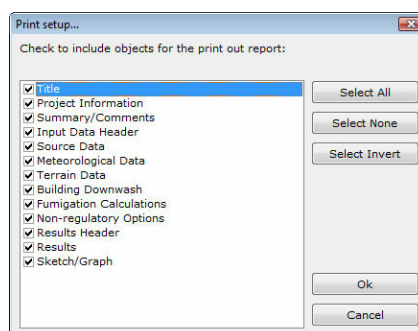 Print setup...
Check to include objects for the print out report:
Title
Project Information
Summary/Comments
Input Data Header
Source Data
Meteorological Data
Terrain Data
Building Downwash
Fumigation Calculations
Non-regulatory Options
Results Header
Results
Sketch/Graph
Select All
Select None
Select Invert
Ok
Cancel